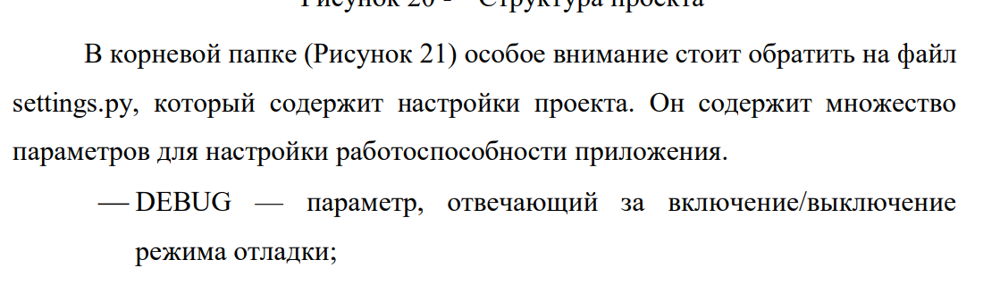 Рисунок 20 - Структура проекта
В корневой папке (Рисунок 21) особое внимание стоит обратить на файл
settings.py, который содержит настройки проекта. Он содержит множество
параметров для настройки работоспособности приложения.
— DEBUG — параметр, отвечающий за включение/выключение
режима отладки;